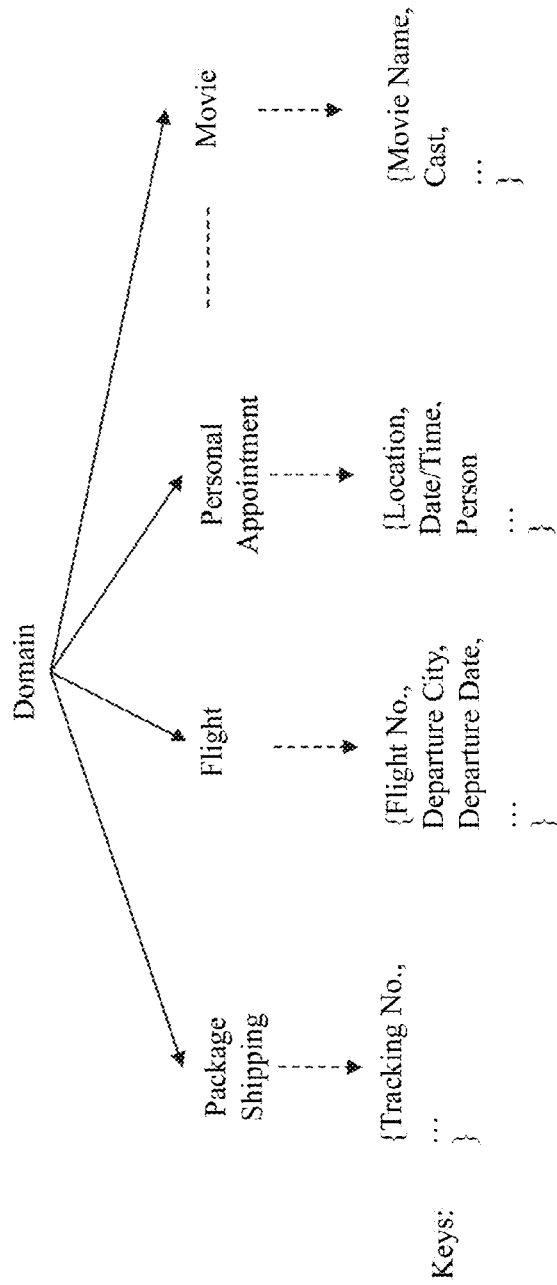 Domain
Package
Shipping
Flight
Personal
Appointment
Movie
Keys:
{Tracking No.,
...
}
{Flight No.,
Departure City,
Departure Date,
...
}
{Location,
Date/Time,
Person
...
}
{Movie Name,
Cast,
...
}